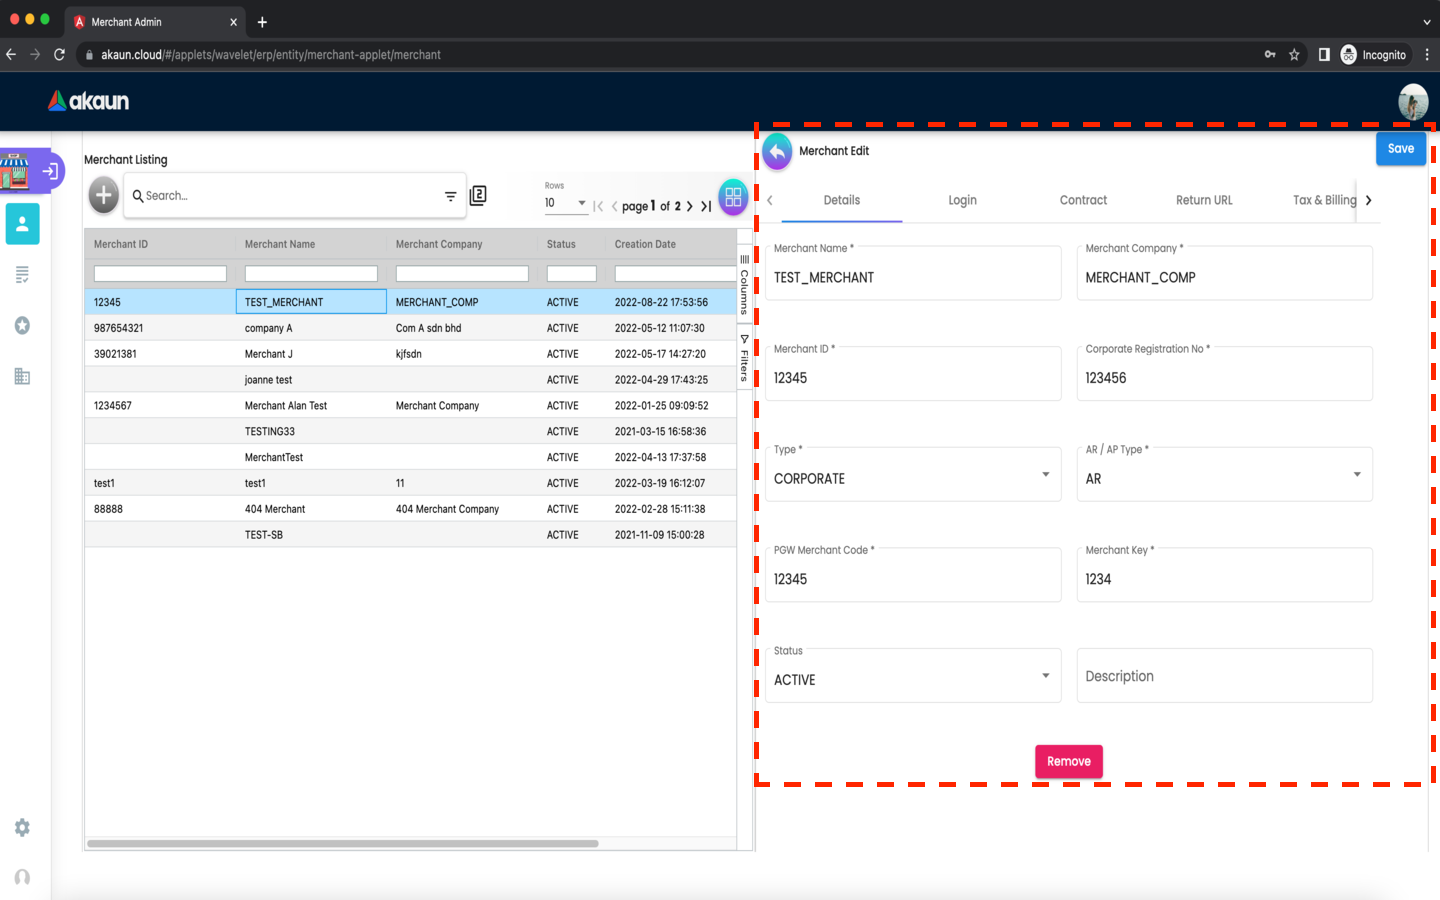 Merchant Admin
akaun.cloud/#/applets/wavelet/erp/entity/merchant-applet/merchant
Incognito
akaun
Merchant Listing
Search...
2
Rows
10
page 1 of 2
Merchant ID Merchant Name Merchant Company Status Creation Date
12345 TEST_MERCHANT MERCHANT_COMP ACTIVE 2022-08-22 17:53:56
987654321 company A Com A sdn bhd ACTIVE 2022-05-12 11:07:30
39021381 Merchant J kjfsdn ACTIVE 2022-05-17 14:27:20
joanne test ACTIVE 2022-04-29 17:43:25
1234567 Merchant Alan Test Merchant Company ACTIVE 2022-01-25 09:09:52
TESTING33 ACTIVE 2021-03-15 16:58:36
MerchantTest ACTIVE 2022-04-13 17:37:58
test1 test1 11 ACTIVE 2022-03-19 16:12:07
88888 404 Merchant 404 Merchant Company ACTIVE 2022-02-28 15:11:38
TEST-SB ACTIVE 2021-11-09 15:00:28
Columns
Filters
Merchant Edit
Save
Details Login Contract Return URL Tax & Billing
Merchant Name * Merchant Company *
TEST_MERCHANT MERCHANT_COMP
Merchant ID * Corporate Registration No *
12345 123456
Type * AR / AP Type *
CORPORATE AR
PGW Merchant Code * Merchant Key *
12345 1234
Status
ACTIVE Description
Remove